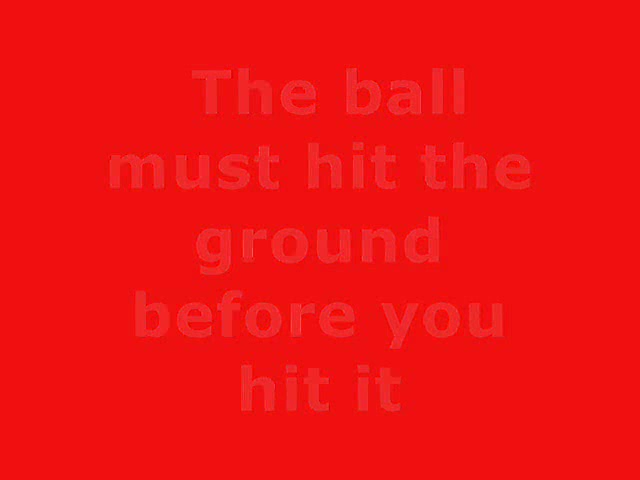 The ball
must hit the
ground
before you
hit it